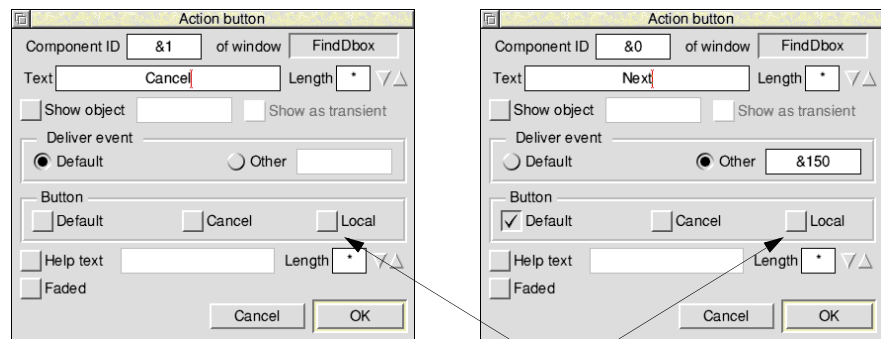 Action button
Component ID &1 of window FindDbox
Text Cancel Length *
Show object Show as transient
Deliver event
Default Other
Button
Default Cancel Local
Help text Length *
Faded
Cancel OK
Action button
Component ID &0 of window FindDbox
Text Next Length *
Show object Show as transient
Deliver event
Default Other &150
Button
Default Cancel Local
Help text Length *
Faded
Cancel OK